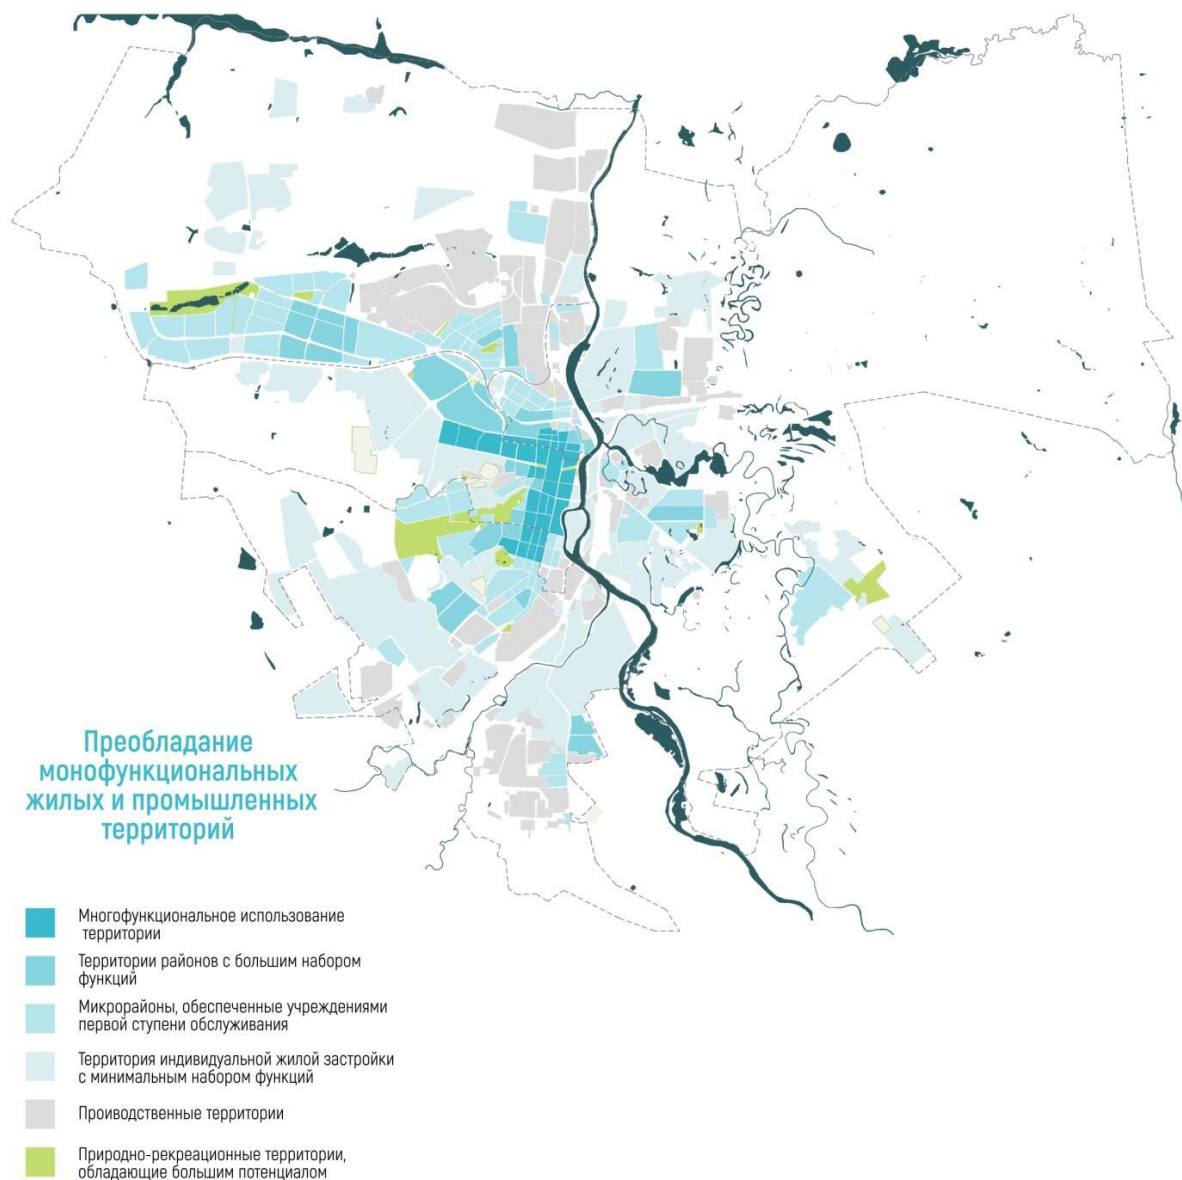 Преобладание
монофункциональных
жилых и промышленных
территорий
Многофункциональное использование
территории
Территории районов с большим набором
функций
Микрорайоны, обеспеченные учреждениями
первой ступени обслуживания
Территория индивидуальной жилой застройки
с минимальным набором функций
Проиводственные территории
Природно-рекреационные территории,
обладающие большим потенциалом